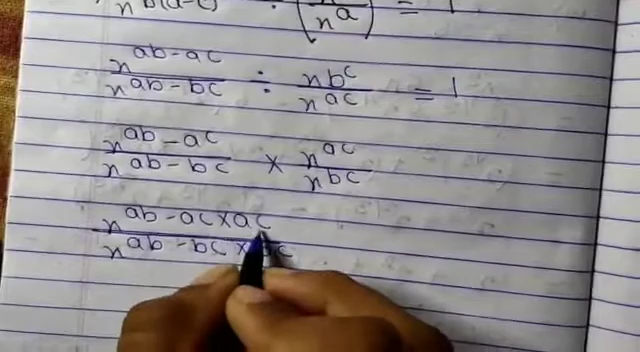 x^b(a-c) ÷ (x^a) = 1
x^ab-ac / x^ab-bc ÷ x^bc / x^ac = 1
x^ab-ac / x^ab-bc × x^ac / x^bc
x^ab-ac×ac / x^ab-bc×bc